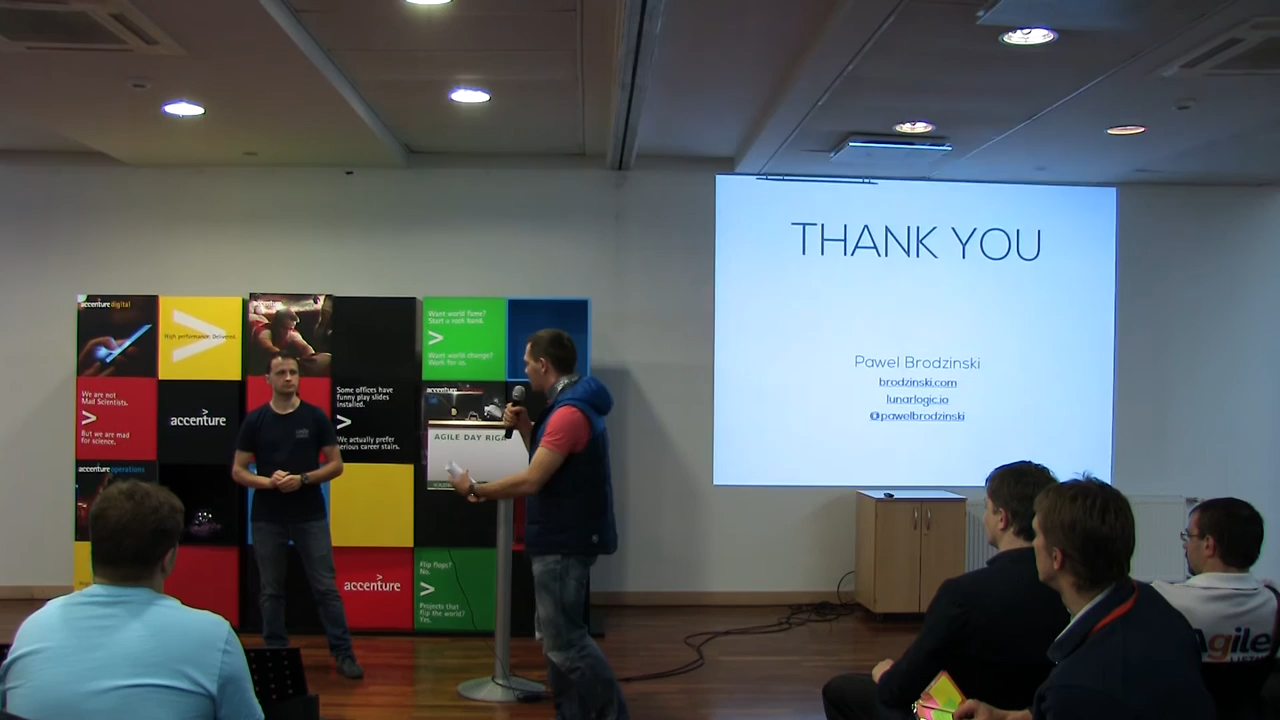 THANK YOU
Pawel Brodzinski
brodzinski.com
lunarlogic.io
@pawelbrodzinski
accenture digital
High performance. Delivered.
accenture
Want world fame?
Start a rock band.
Want world change?
Work for us.
We are not
Mad Scientists.
But we are mad
for science.
accenture
Some offices have
funny play slides
installed.
We actually prefer
serious career stairs.
accenture
AGILE DAY RIGA
accenture operations
accenture
Flip flops?
No.
Projects that
flip the world?
Yes.
Agile